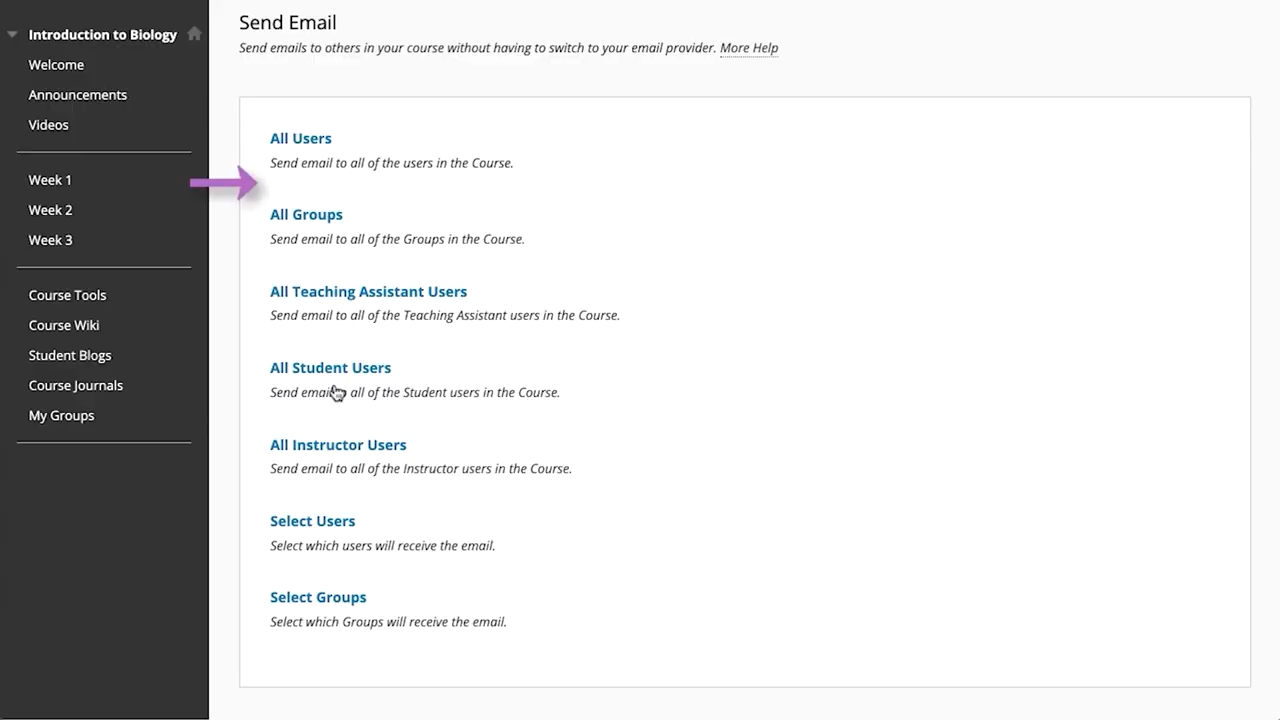 Introduction to Biology
Welcome
Announcements
Videos
Week 1
Week 2
Week 3
Course Tools
Course Wiki
Student Blogs
Course Journals
My Groups
Send Email
Send emails to others in your course without having to switch to your email provider. More Help
All Users
Send email to all of the users in the Course.
All Groups
Send email to all of the Groups in the Course.
All Teaching Assistant Users
Send email to all of the Teaching Assistant users in the Course.
All Student Users
Send email all of the Student users in the Course.
All Instructor Users
Send email to all of the Instructor users in the Course.
Select Users
Select which users will receive the email.
Select Groups
Select which Groups will receive the email.